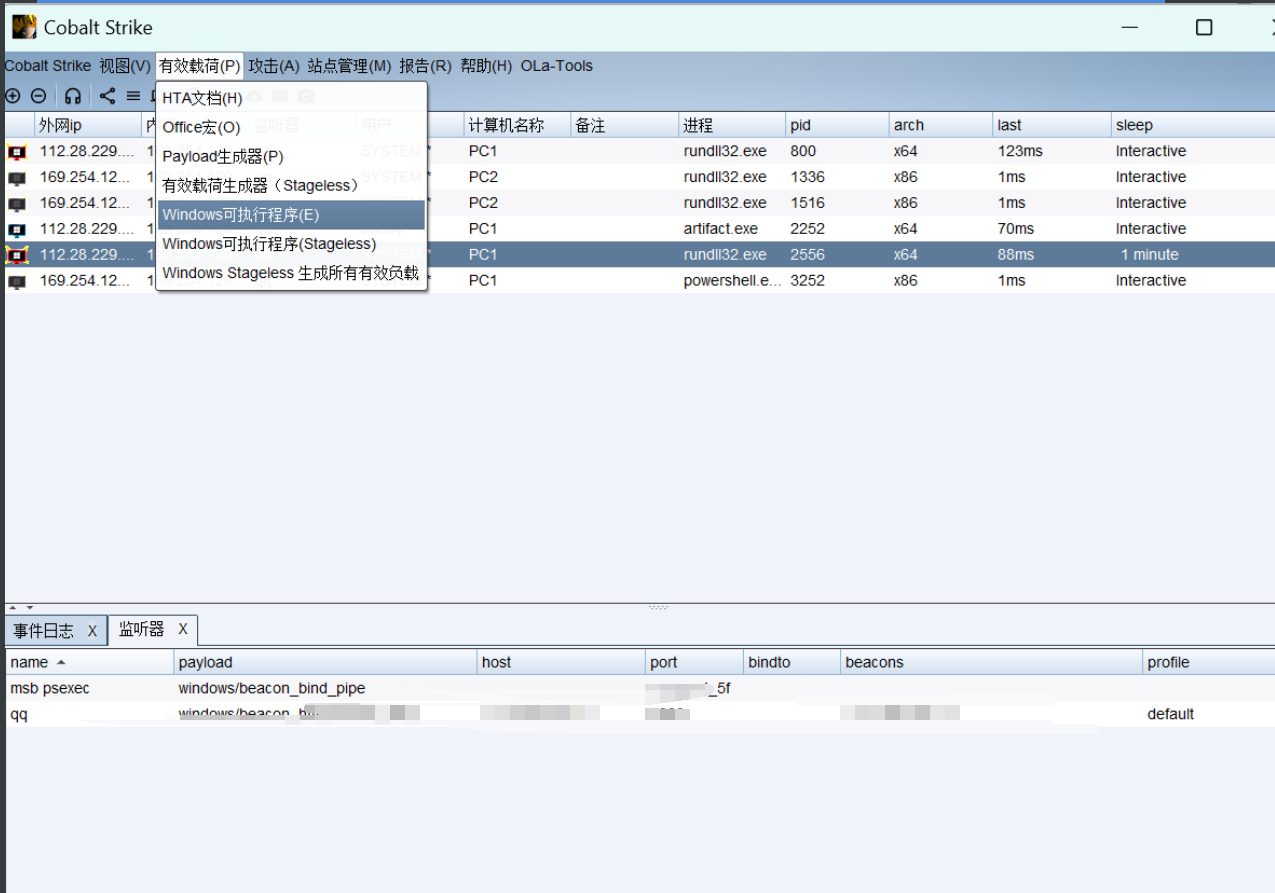 Cobalt Strike
Cobalt Strike 视图(V) 有效载荷(P) 攻击(A) 站点管理(M) 报告(R) 帮助(H) OLa-Tools
HTA文档(H)
Office宏(O)
Payload生成器(P)
有效载荷生成器（Stageless）
Windows可执行程序(E)
Windows可执行程序(Stageless)
Windows Stageless 生成所有有效负载
外网ip 监听器 用户 计算机名称 备注 进程 pid arch last sleep
112.28.229.... 1 SYSTEM * PC1 rundll32.exe 800 x64 123ms Interactive
169.254.12... 1 SYSTEM * PC2 rundll32.exe 1336 x86 1ms Interactive
169.254.12... 1 SYSTEM * PC2 rundll32.exe 1516 x86 1ms Interactive
112.28.229.... 1 PC1 artifact.exe 2252 x64 70ms Interactive
112.28.229.... 1 SYSTEM * PC1 rundll32.exe 2556 x64 88ms 1 minute
169.254.12... 1 * PC1 powershell.e... 3252 x86 1ms Interactive
事件日志 X 监听器 X
name payload host port bindto beacons profile
msb psexec windows/beacon_bind_pipe _5f
qq windows/beacon_h default